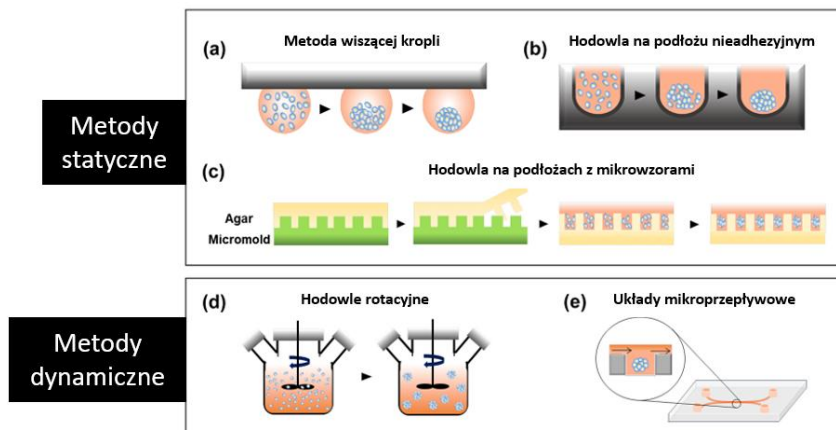 Metody
statyczne
(a)
Metoda wiszącej kropli
(b)
Hodowla na podłożu nieadhezyjnym
(c)
Hodowla na podłożach z mikrowzorami
Agar
Micromold
Metody
dynamiczne
(d)
Hodowle rotacyjne
(e)
Układy mikroprzepływowe